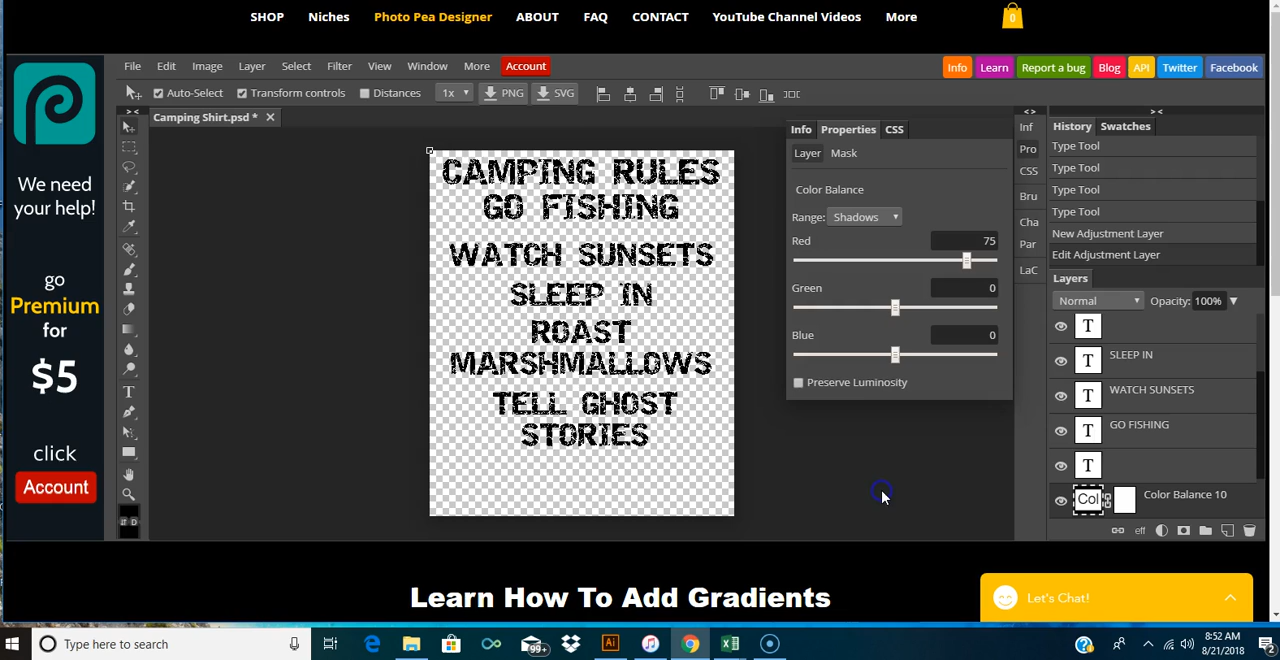 SHOP Niches Photo Pea Designer ABOUT FAQ CONTACT YouTube Channel Videos More 0
File Edit Image Layer Select Filter View Window More Account Info Learn Report a bug Blog API Twitter Facebook
Auto-Select Transform controls Distances 1x PNG SVG
Camping Shirt.psd *
We need
your help!
go
Premium
for
$5
click
Account
CAMPING RULES
GO FISHING
WATCH SUNSETS
SLEEP IN
ROAST
MARSHMALLOWS
TELL GHOST
STORIES
Info Properties CSS
Layer Mask
Color Balance
Range: Shadows
Red 75
Green 0
Blue 0
Preserve Luminosity
Inf
Pro
CSS
Bru
Cha
Par
LaC
History Swatches
Type Tool
Type Tool
Type Tool
Type Tool
New Adjustment Layer
Edit Adjustment Layer
Layers
Normal Opacity: 100%
T
T SLEEP IN
T WATCH SUNSETS
T GO FISHING
T
Col Color Balance 10
eff
D
Learn How To Add Gradients
Let's Chat!
Type here to search
99+
Ai
8:52 AM
8/21/2018
2